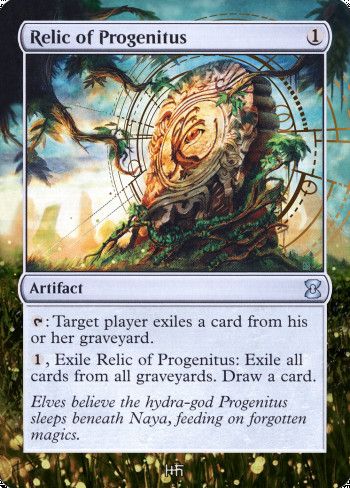 Relic of Progenitus 1
Artifact
: Target player exiles a card from his
or her graveyard.
1, Exile Relic of Progenitus: Exile all
cards from all graveyards. Draw a card.
Elves believe the hydra-god Progenitus
sleeps beneath Naya, feeding on forgotten
magics.